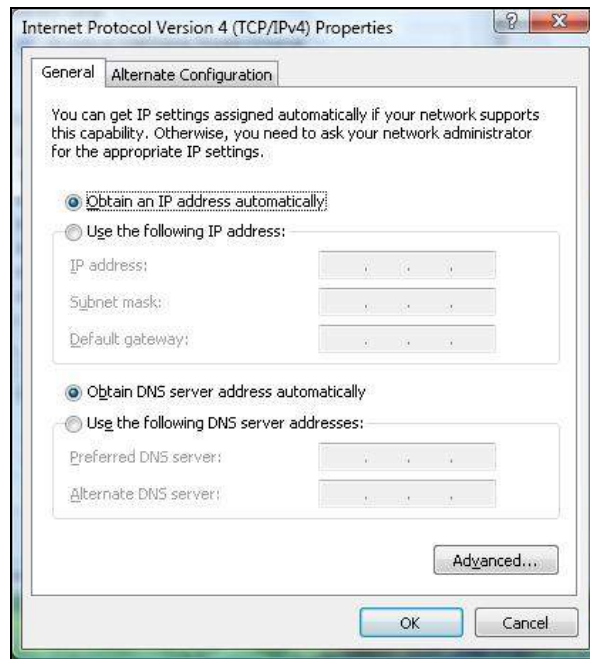 Internet Protocol Version 4 (TCP/IPv4) Properties
General
Alternate Configuration
You can get IP settings assigned automatically if your network supports
this capability. Otherwise, you need to ask your network administrator
for the appropriate IP settings.
Obtain an IP address automatically
Use the following IP address:
IP address:
Subnet mask:
Default gateway:
Obtain DNS server address automatically
Use the following DNS server addresses:
Preferred DNS server:
Alternate DNS server:
Advanced...
OK
Cancel